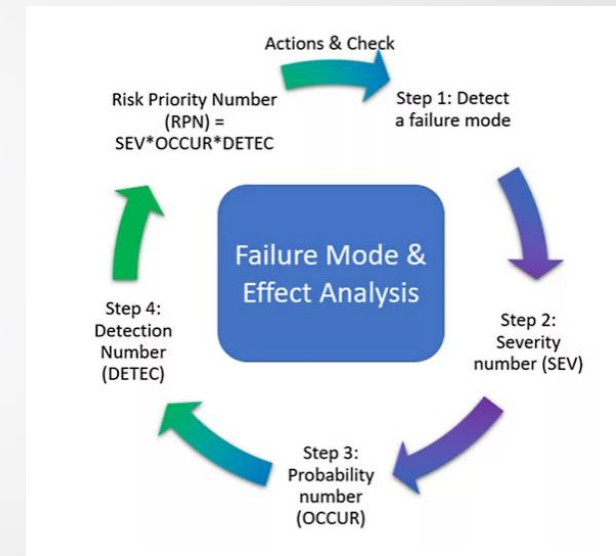 Actions & Check
Step 1: Detect
a failure mode
Step 2:
Severity
number (SEV)
Step 3:
Probability
number
(OCCUR)
Step 4:
Detection
Number
(DETEC)
Risk Priority Number
(RPN) =
SEV*OCCUR*DETEC
Failure Mode &
Effect Analysis